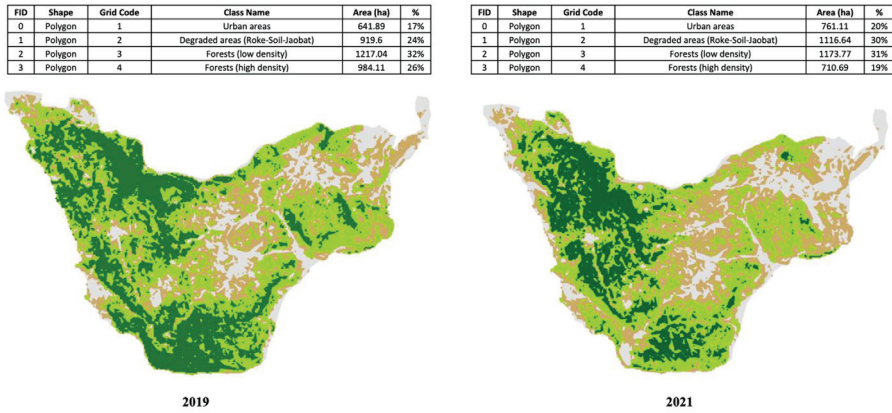 FID Shape Grid Code Class Name Area (ha) %
0 Polygon 1 Urban areas 641.89 17%
1 Polygon 2 Degraded areas (Roke-Soil-Jaobat) 919.6 24%
2 Polygon 3 Forests (low density) 1217.04 32%
3 Polygon 4 Forests (high density) 984.11 26%
FID Shape Grid Code Class Name Area (ha) %
0 Polygon 1 Urban areas 761.11 20%
1 Polygon 2 Degraded areas (Roke-Soil-Jaobat) 1116.64 30%
2 Polygon 3 Forests (low density) 1173.77 31%
3 Polygon 4 Forests (high density) 710.69 19%
2019
2021